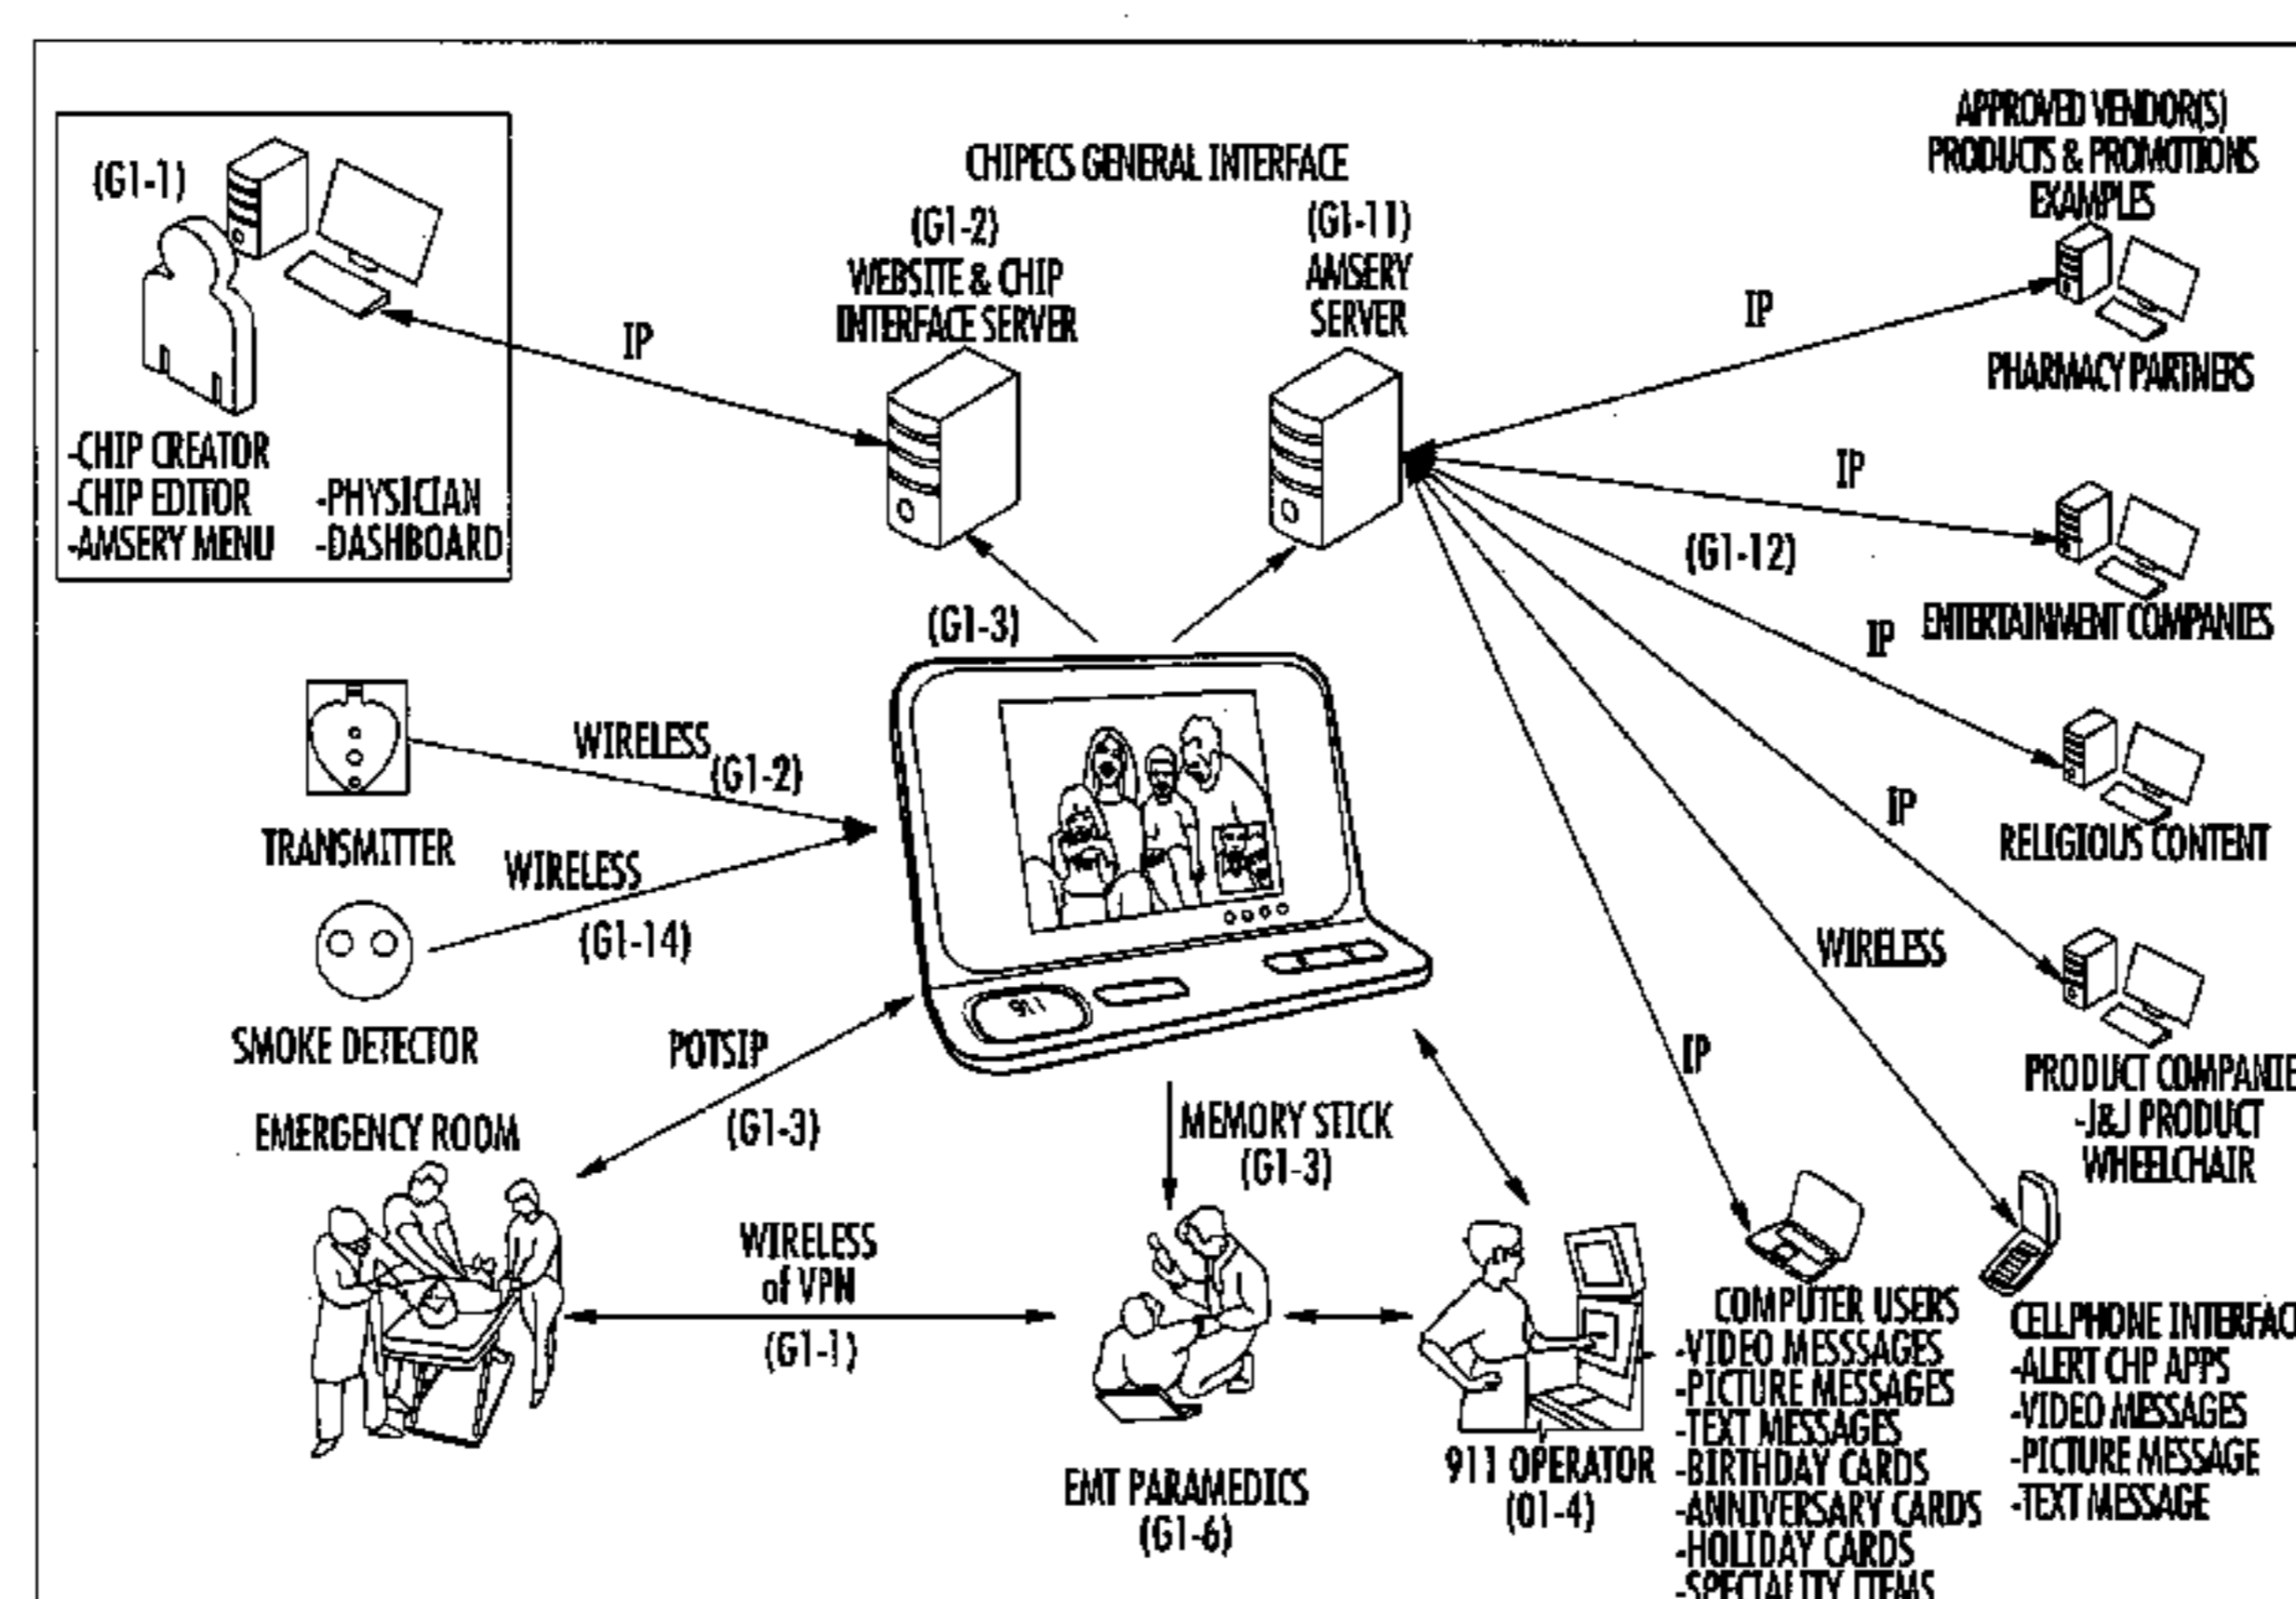 CHIPECS GENERAL INTERFACE
(G1-1)
-CHIP CREATOR
-CHIP EDITOR
-AMSERY MENU
-PHYSICIAN
-DASHBOARD
IP
(G1-2)
WEBSITE & CHIP
INTERFACE SERVER
(G1-11)
AMSERY
SERVER
APPROVED VENDOR(S)
PRODUCTS & PROMOTIONS
EXAMPLES
IP
PHARMACY PARTNERS
IP
(G1-12)
ENTERTAINMENT COMPANIES
IP
RELIGIOUS CONTENT
IP
PRODUCT COMPANIE
-J&J PRODUCT
WHEELCHAIR
(G1-3)
WIRELESS
(G1-2)
TRANSMITTER
WIRELESS
(G1-14)
SMOKE DETECTOR
911
POTSIP
(G1-3)
EMERGENCY ROOM
MEMORY STICK
(G1-3)
WIRELESS
of VPN
(G1-1)
EMT PARAMEDICS
(G1-6)
911 OPERATOR
(01-4)
IP
WIRELESS
COMPUTER USERS
-VIDEO MESSSAGES
-PICTURE MESSAGES
-TEXT MESSAGES
-BIRTHDAY CARDS
-ANNIVERSARY CARDS
-HOLIDAY CARDS
-SPECIALITY ITEMS
CELLPHONE INTERFAC
-ALERT CHP APPS
-VIDEO MESSAGES
-PICTURE MESSAGE
-TEXT MESSAGE